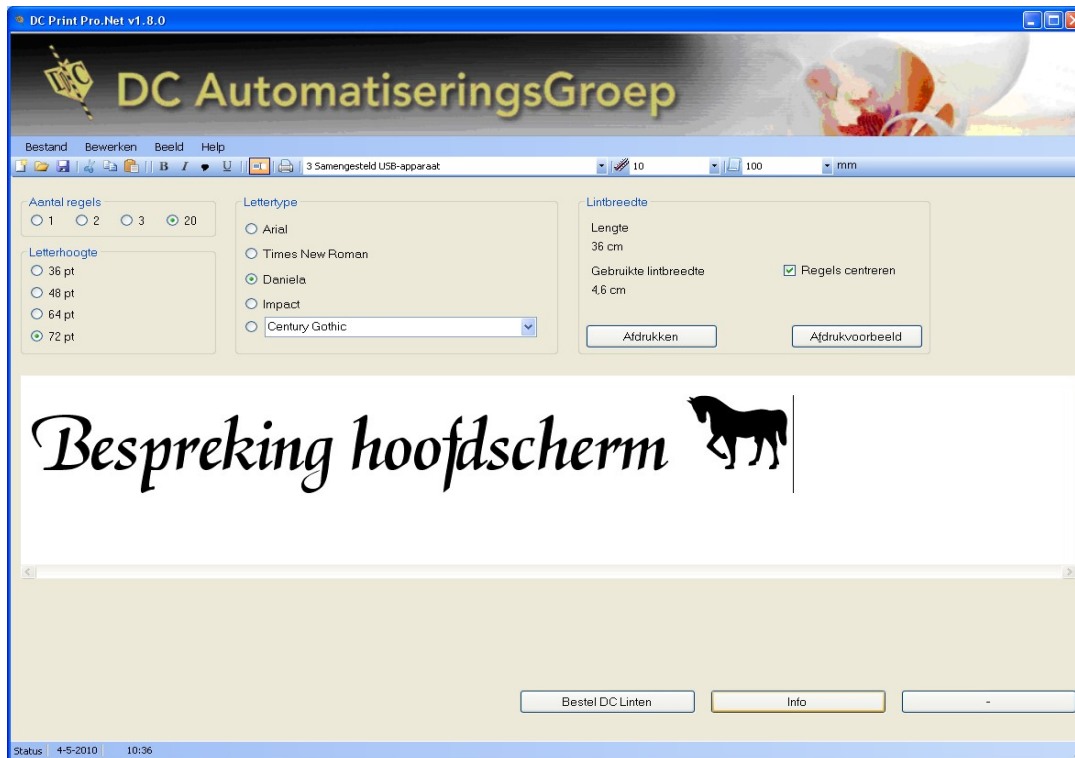 DC Print Pro.Net v1.8.0
DC AutomatiseringsGroep
Bestand Bewerken Beeld Help
B I U 3 Samengesteld USB-apparaat 10 100 mm
Aantal regels
1 2 3 20
Letterhoogte
36 pt
48 pt
64 pt
72 pt
Lettertype
Arial
Times New Roman
Daniela
Impact
Century Gothic
Lintbreedte
Lengte
36 cm
Gebruikte lintbreedte
4,6 cm
Regels centreren
Afdrukken Afdrukvoorbeeld
Bespreking hoofdscherm
Bestel DC Linten Info -
Status 4-5-2010 10:36